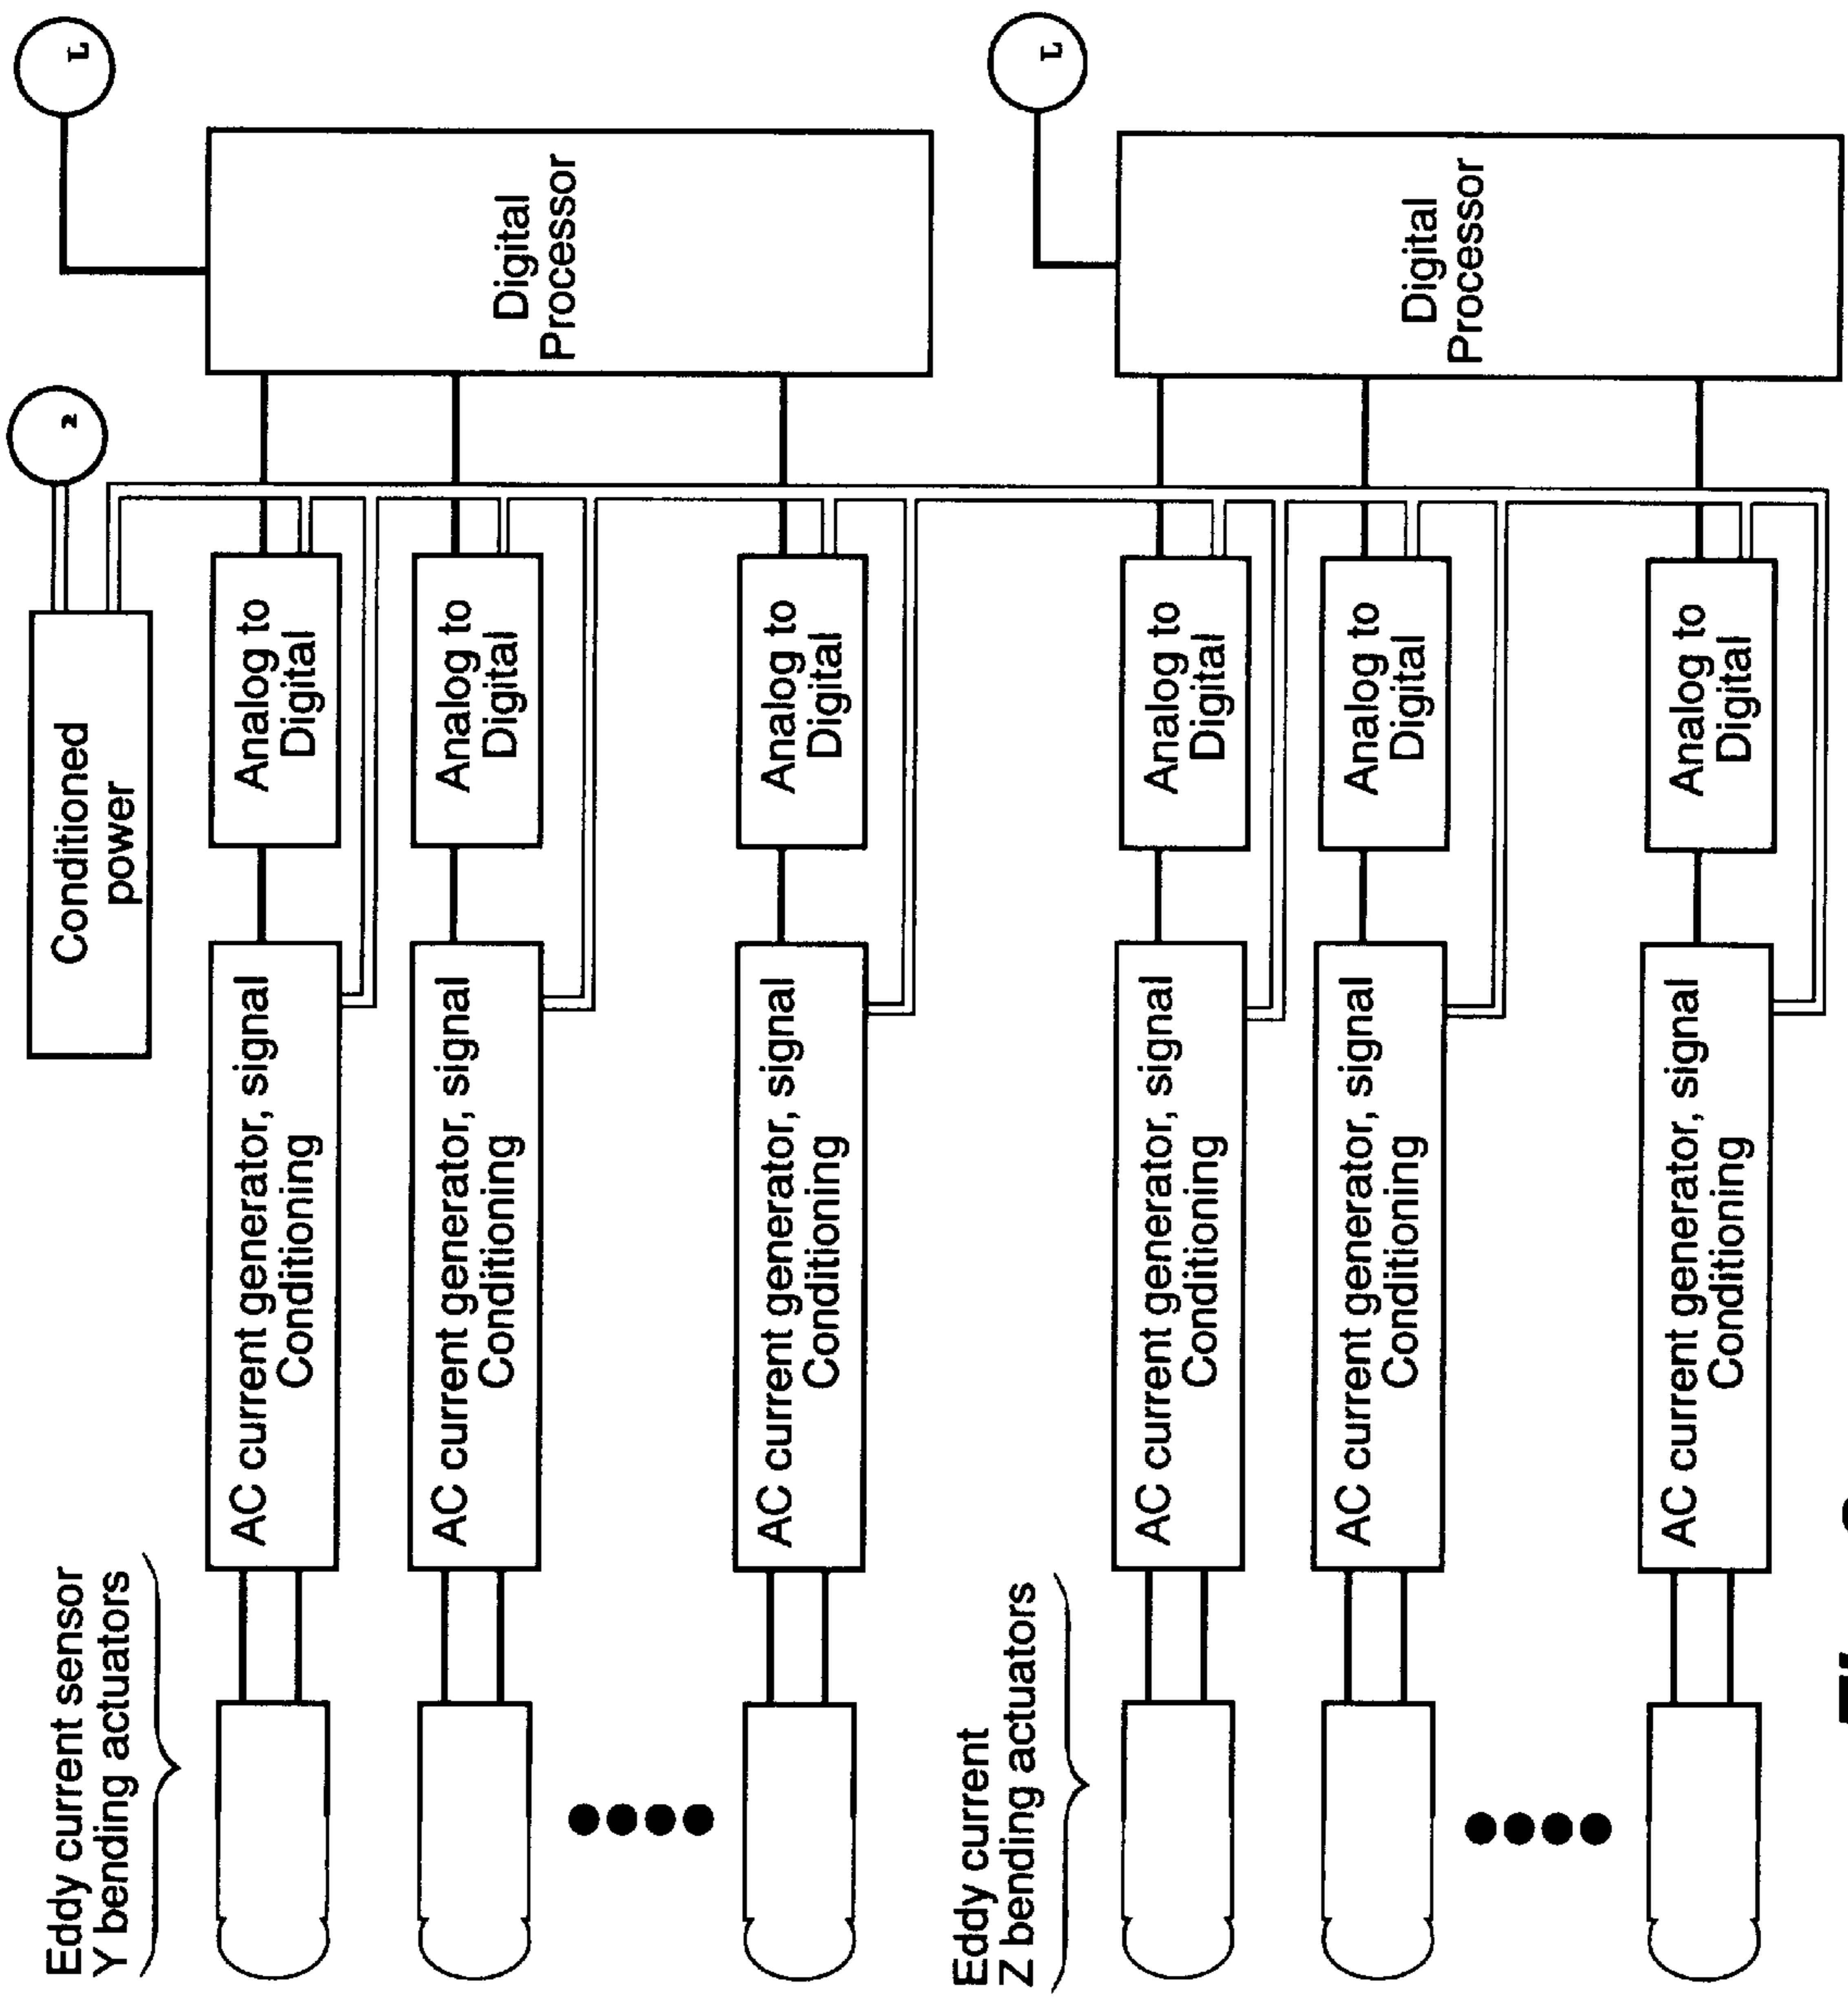 Eddy current sensor
Y bending actuators
Conditioned
power
2
1
AC current generator, signal
Conditioning
Analog to
Digital
AC current generator, signal
Conditioning
Analog to
Digital
AC current generator, signal
Conditioning
Analog to
Digital
Digital
Processor
Eddy current
Z bending actuators
1
AC current generator, signal
Conditioning
Analog to
Digital
AC current generator, signal
Conditioning
Analog to
Digital
AC current generator, signal
Conditioning
Analog to
Digital
Digital
Processor